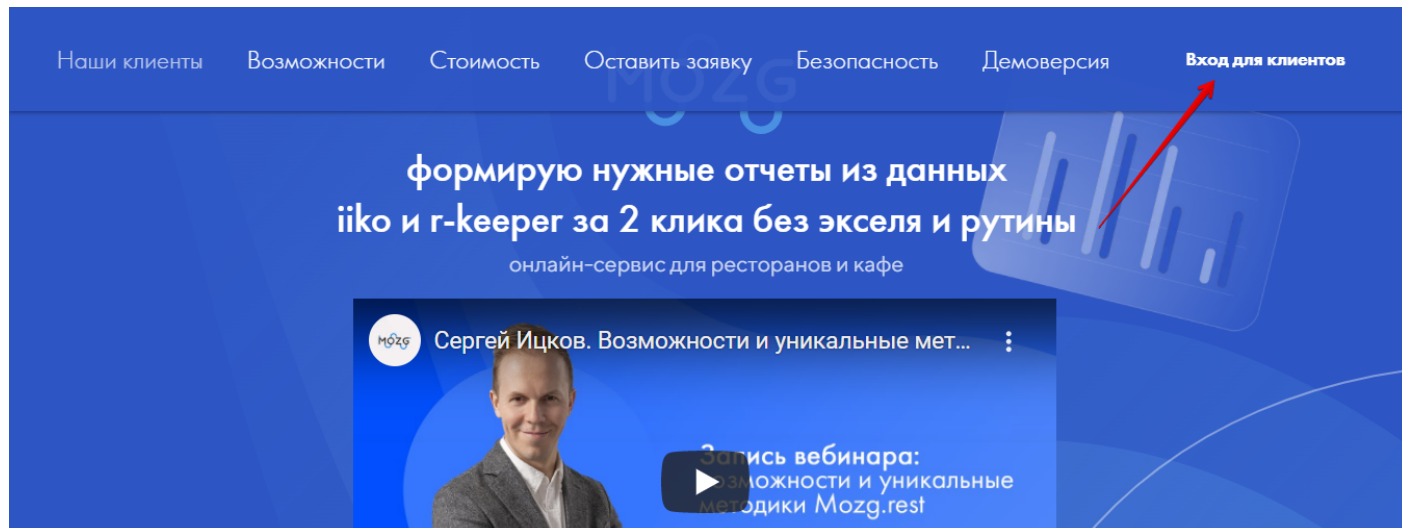 Наши клиенты Возможности Стоимость Оставить заявку Безопасность Демоверсия Вход для клиентов
MOZG
формирую нужные отчеты из данных
iiko и r-keeper за 2 клика без экселя и рутины
онлайн-сервис для ресторанов и кафе
MOZG Сергей Ицков. Возможности и уникальные мет...
Запись вебинара:
возможности и уникальные
методики Mozg.rest